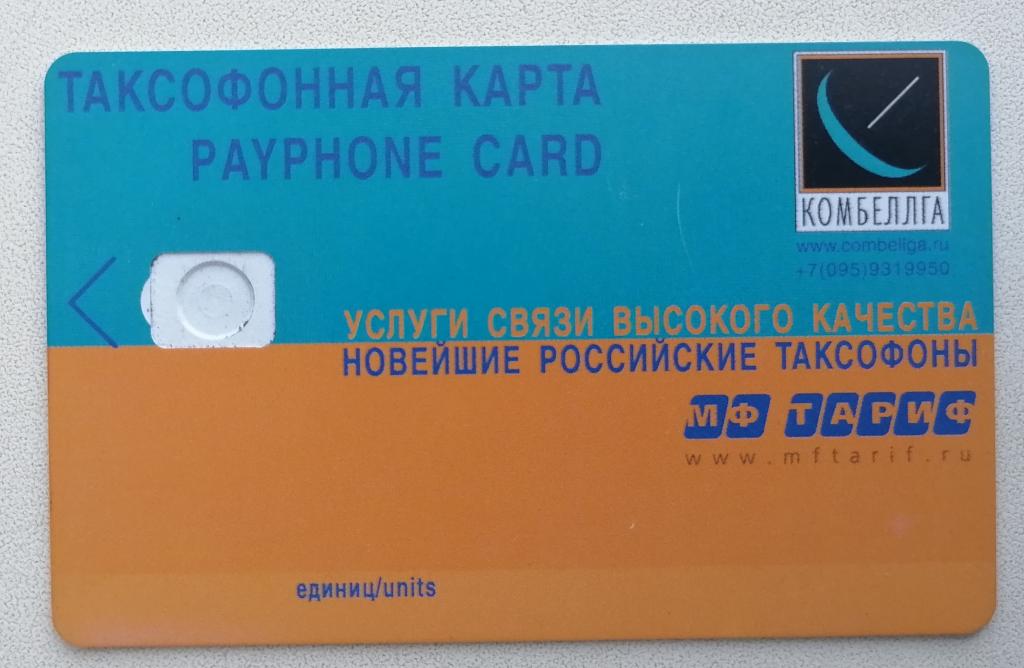 ТАКСОФОННАЯ КАРТА
PAYPHONE CARD
КОМБЕЛЛГА
www.combellga.ru
+7(095)9319950
УСЛУГИ СВЯЗИ ВЫСОКОГО КАЧЕСТВА
НОВЕЙШИЕ РОССИЙСКИЕ ТАКСОФОНЫ
МФ ТАРИФ
www.mftarif.ru
единиц/units